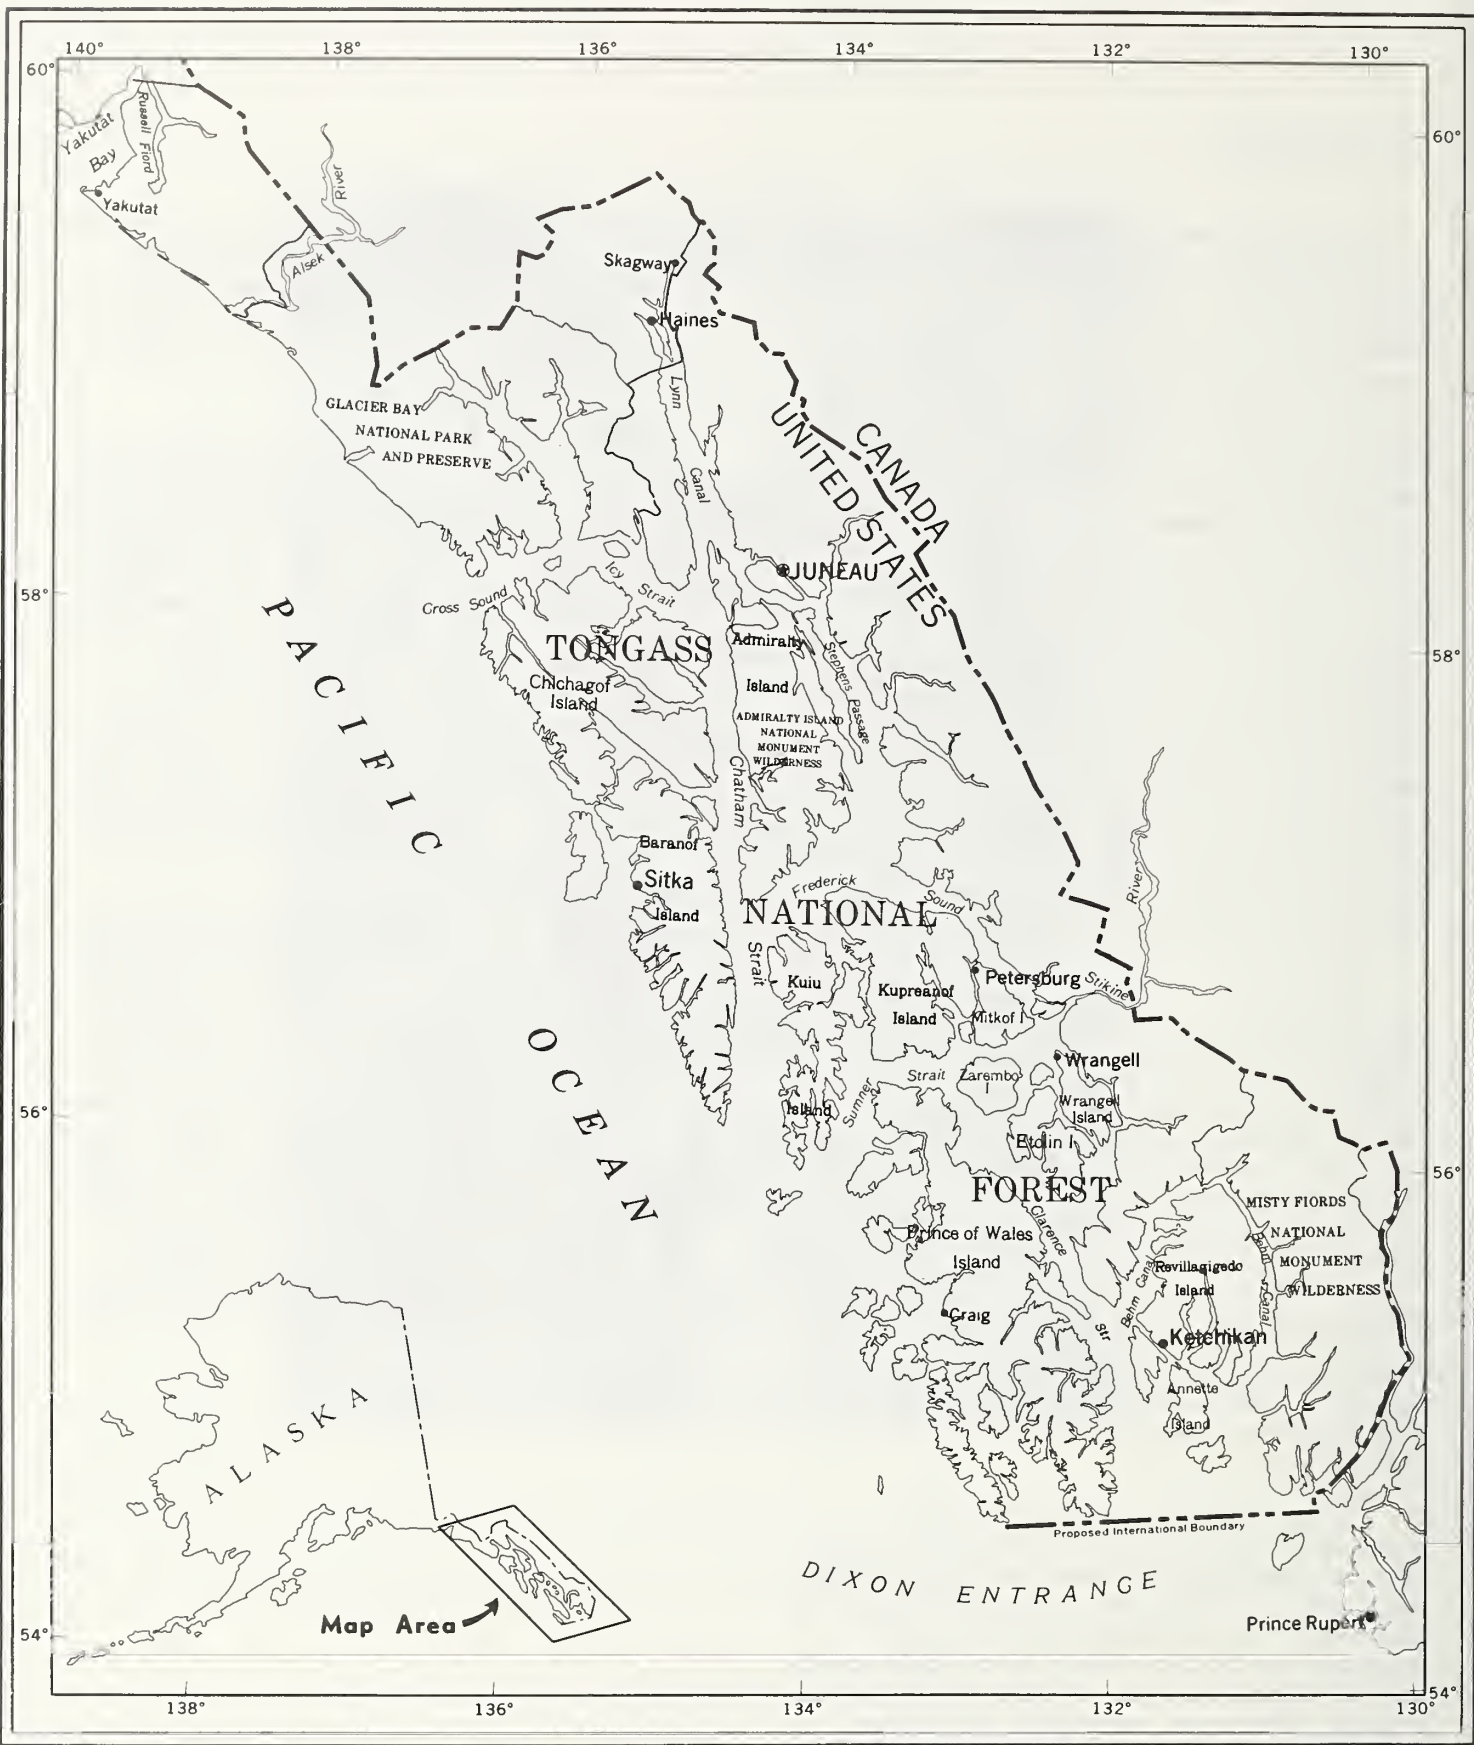 140°
138°
136°
134°
132°
130°
60°
60°
Yakutat
Bay
Russell Fiord
Yakutat
River
Alsek
Skagway
Haines
Lynn
Canal
GLACIER BAY
NATIONAL PARK
AND PRESERVE
CANADA
UNITED STATES
JUNEAU
58°
58°
Cross Sound
Icy
Strait
PACIFIC
OCEAN
TONGASS
Chichagof
Island
Admiralty
Island
ADMIRALTY ISLAND
NATIONAL
MONUMENT
WILDERNESS
Stephens
Passage
Chatham
Strait
Baranof
Sitka
Island
Frederick
Sound
NATIONAL
River
Stikine
Kuiu
Island
Kupreanof
Island
Petersburg
Mitkof I
Wrangell
Sumner
Strait
Zarembo
I
Wrangell
Island
Etolin I
56°
56°
FOREST
Prince of Wales
Island
Clarence
Str
Craig
Behm Canal
Revillagigedo
Island
Behm
Canal
MISTY FIORDS
NATIONAL
MONUMENT
WILDERNESS
Ketchikan
Annette
Island
ALASKA
Map Area
Proposed International Boundary
DIXON ENTRANCE
Prince Rupert
54°
54°
138°
136°
134°
132°
130°